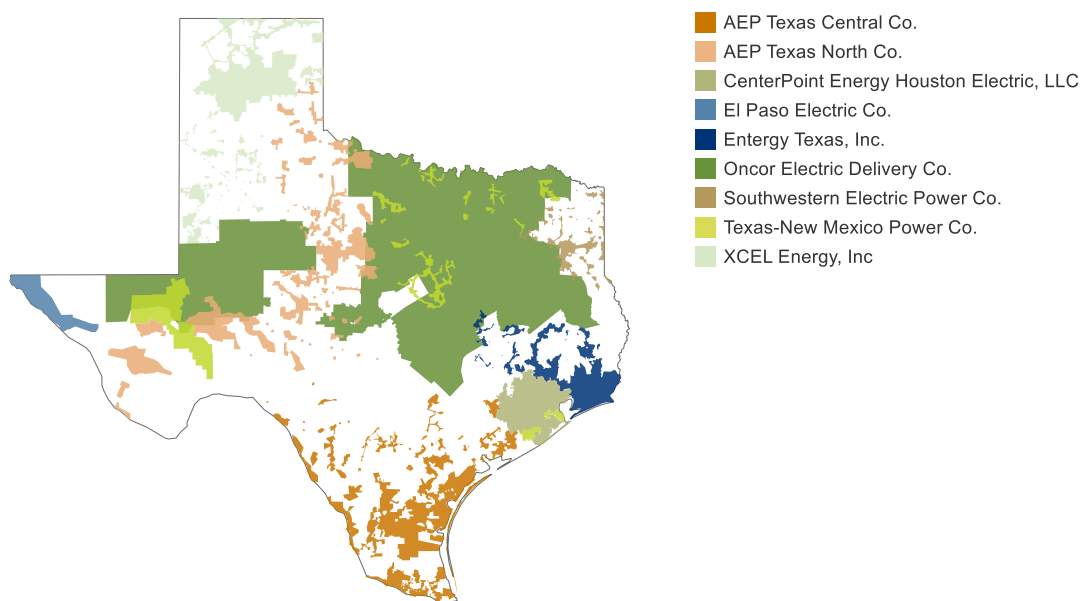 AEP Texas Central Co.
AEP Texas North Co.
CenterPoint Energy Houston Electric, LLC
El Paso Electric Co.
Entergy Texas, Inc.
Oncor Electric Delivery Co.
Southwestern Electric Power Co.
Texas-New Mexico Power Co.
XCEL Energy, Inc